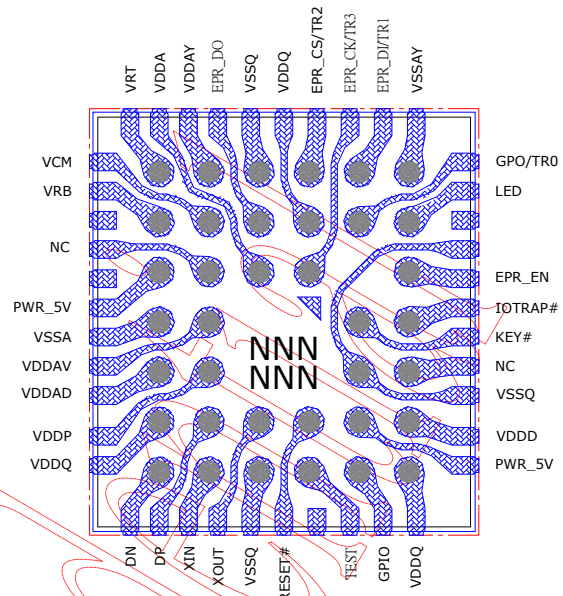 VRT
VDDA
VDDAY
EPR_DO
VSSQ
VDDQ
EPR_CS/TR2
EPR_CK/TR3
EPR_DI/TR1
VSSAY
VCM
VRB
NC
PWR_5V
VSSA
VDDAV
VDDAD
VDDP
VDDQ
GPO/TR0
LED
EPR_EN
IOTRAP#
KEY#
NC
VSSQ
VDDD
PWR_5V
NNN
NNN
DN
DP
XIN
XOUT
VSSQ
RESET#
TEST
GPIO
VDDQ